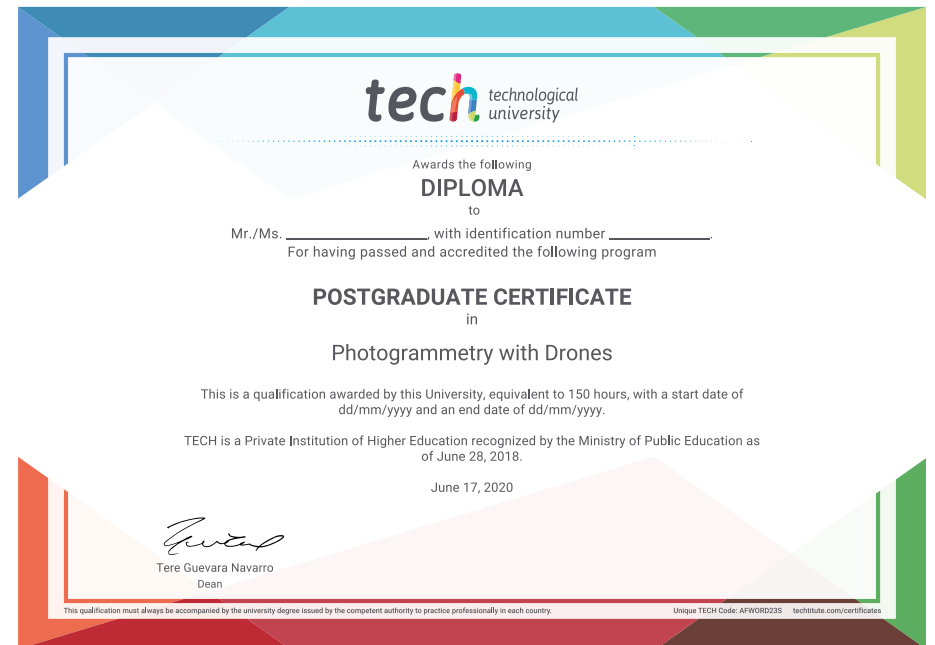 tech technological
university
Awards the following
DIPLOMA
to
Mr./Ms. ____________________, with identification number ______________.
For having passed and accredited the following program
POSTGRADUATE CERTIFICATE
in
Photogrammetry with Drones
This is a qualification awarded by this University, equivalent to 150 hours, with a start date of
dd/mm/yyyy and an end date of dd/mm/yyyy.
TECH is a Private Institution of Higher Education recognized by the Ministry of Public Education as
of June 28, 2018.
June 17, 2020
Tere Guevara Navarro
Dean
This qualification must always be accompanied by the university degree issued by the competent authority to practice professionally in each country. Unique TECH Code: AFWORD23S techtitute.com/certificates